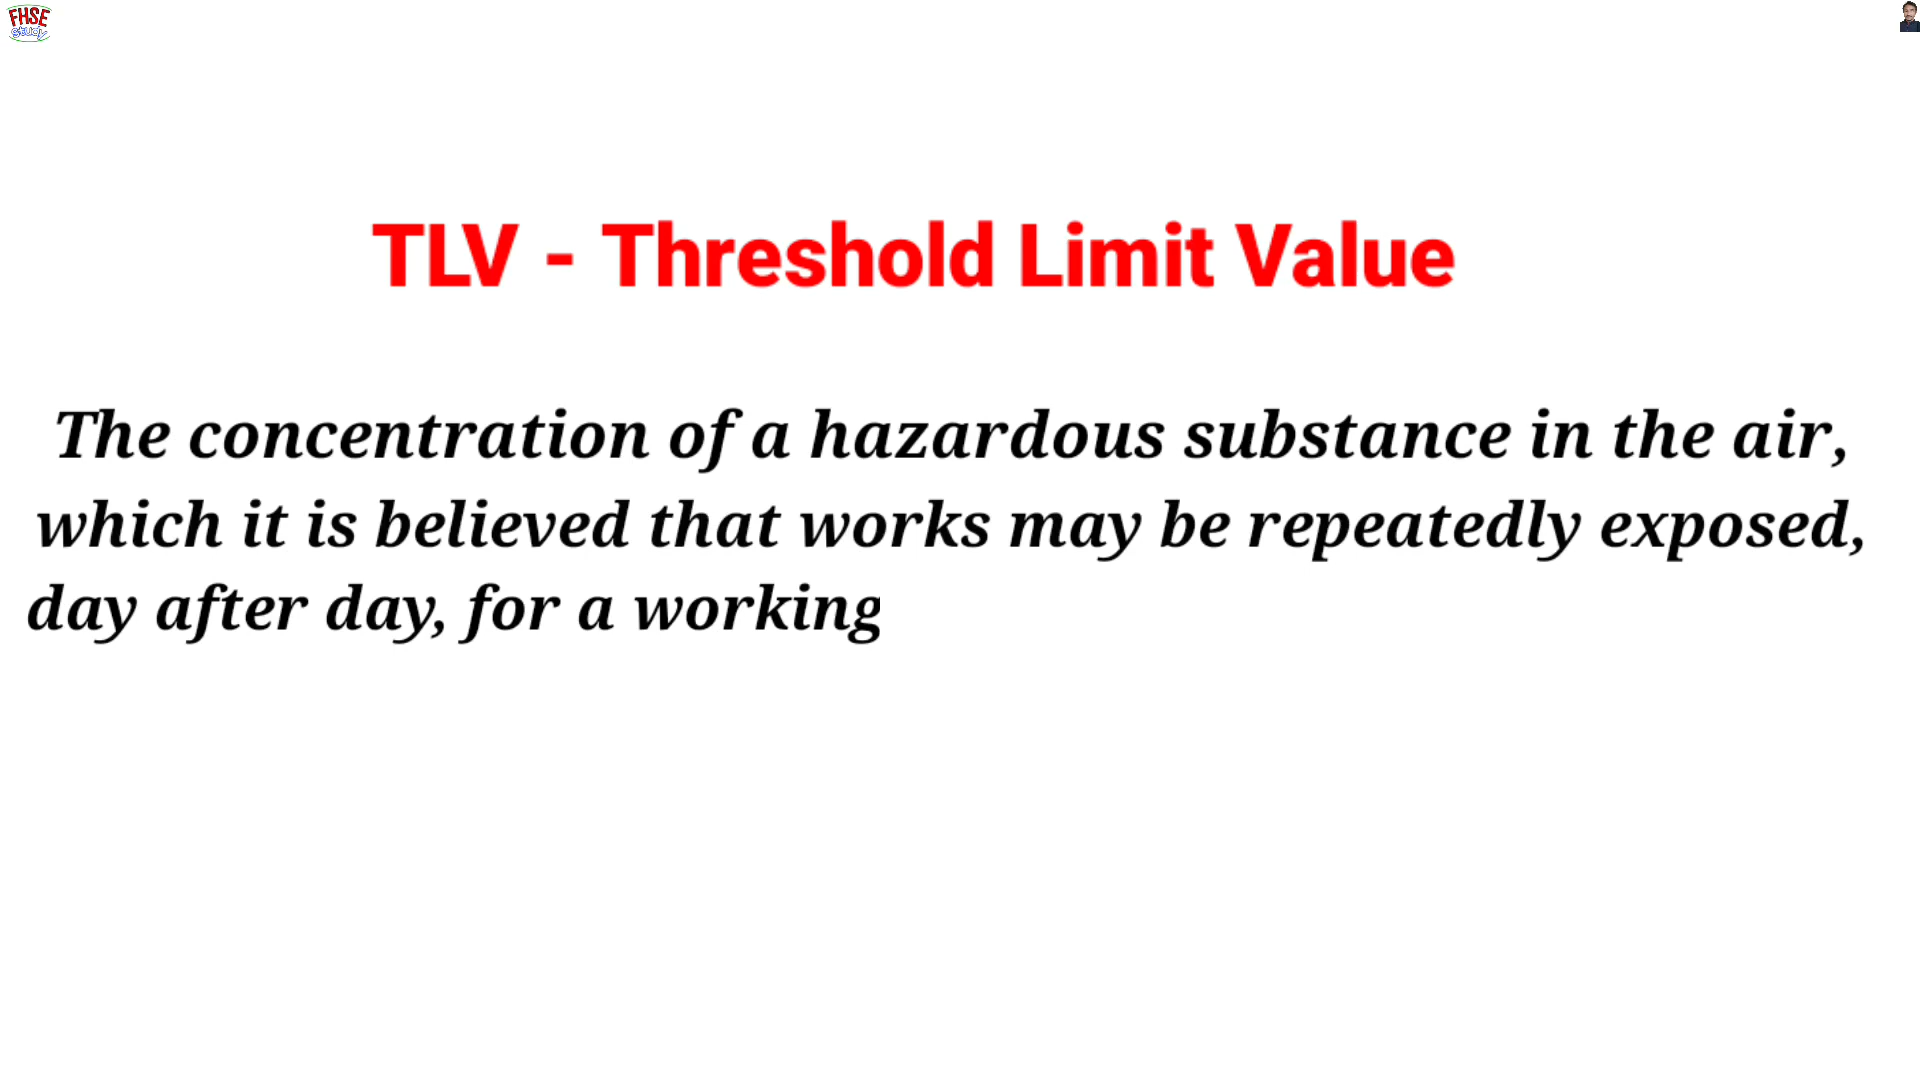 FHSE
Study
TLV - Threshold Limit Value
The concentration of a hazardous substance in the air,
which it is believed that works may be repeatedly exposed,
day after day, for a working